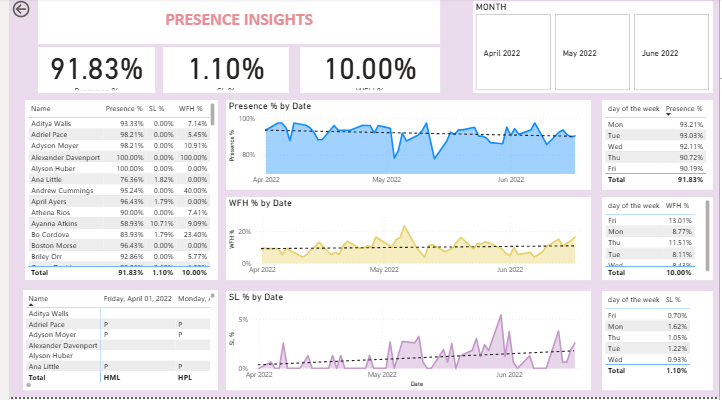 PRESENCE INSIGHTS
MONTH
April 2022
May 2022
June 2022
91.83%
1.10%
10.00%
Name Presence % SL % WFH %
Aditya Walls 93.33% 0.00% 7.14%
Adriel Pace 98.21% 0.00% 5.45%
Adyson Moyer 98.21% 0.00% 10.91%
Alexander Davenport 100.00% 0.00% 100.00%
Alyson Huber 100.00% 0.00% 0.00%
Ana Little 76.36% 1.82% 0.00%
Andrew Cummings 95.24% 0.00% 40.00%
April Ayers 96.43% 1.79% 0.00%
Athena Rios 90.00% 0.00% 7.41%
Ayanna Atkins 58.93% 10.71% 9.09%
Bo Cordova 83.93% 1.79% 23.40%
Boston Morse 96.43% 0.00% 0.00%
Briley Orr 92.86% 0.00% 5.77%
Total 91.83% 1.10% 10.00%
Presence % by Date
Presence %
100%
80%
Apr 2022 May 2022 Jun 2022
day of the week Presence %
Mon 93.21%
Tue 93.03%
Wed 92.11%
Thu 90.72%
Fri 90.19%
Total 91.83%
WFH % by Date
WFH %
20%
0%
Apr 2022 May 2022 Jun 2022
day of the week WFH %
Fri 13.01%
Mon 8.77%
Thu 11.51%
Tue 8.11%
Total 10.00%
Name Friday, April 01, 2022 Monday,
Aditya Walls
Adriel Pace P P
Adyson Moyer P P
Alexander Davenport
Alyson Huber
Ana Little P P
Total HML HPL
SL % by Date
SL %
5%
0%
Apr 2022 May 2022 Jun 2022
Date
day of the week SL %
Fri 0.70%
Mon 1.62%
Thu 1.05%
Tue 1.22%
Wed 0.93%
Total 1.10%